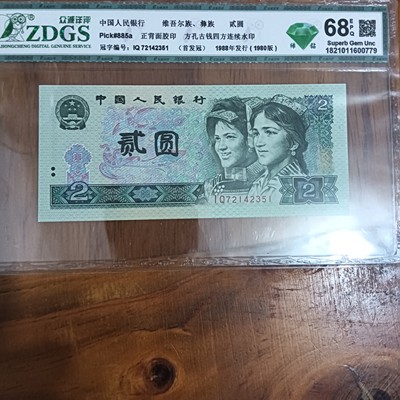 众诚评级
ZDGS
ZHONGCHENG DIGITAL GENUINE SERVICE
中国人民银行 维吾尔族、彝族 贰圆
Pick#885a 正背面胶印 方孔古钱四方连续水印
冠字编号: IQ 72142351 (首发冠) 1988年发行(1980版)
68 EPQ
Superb Gem Unc
1821011600779
中国人民银行
2
贰圆
2
2
IQ72142351